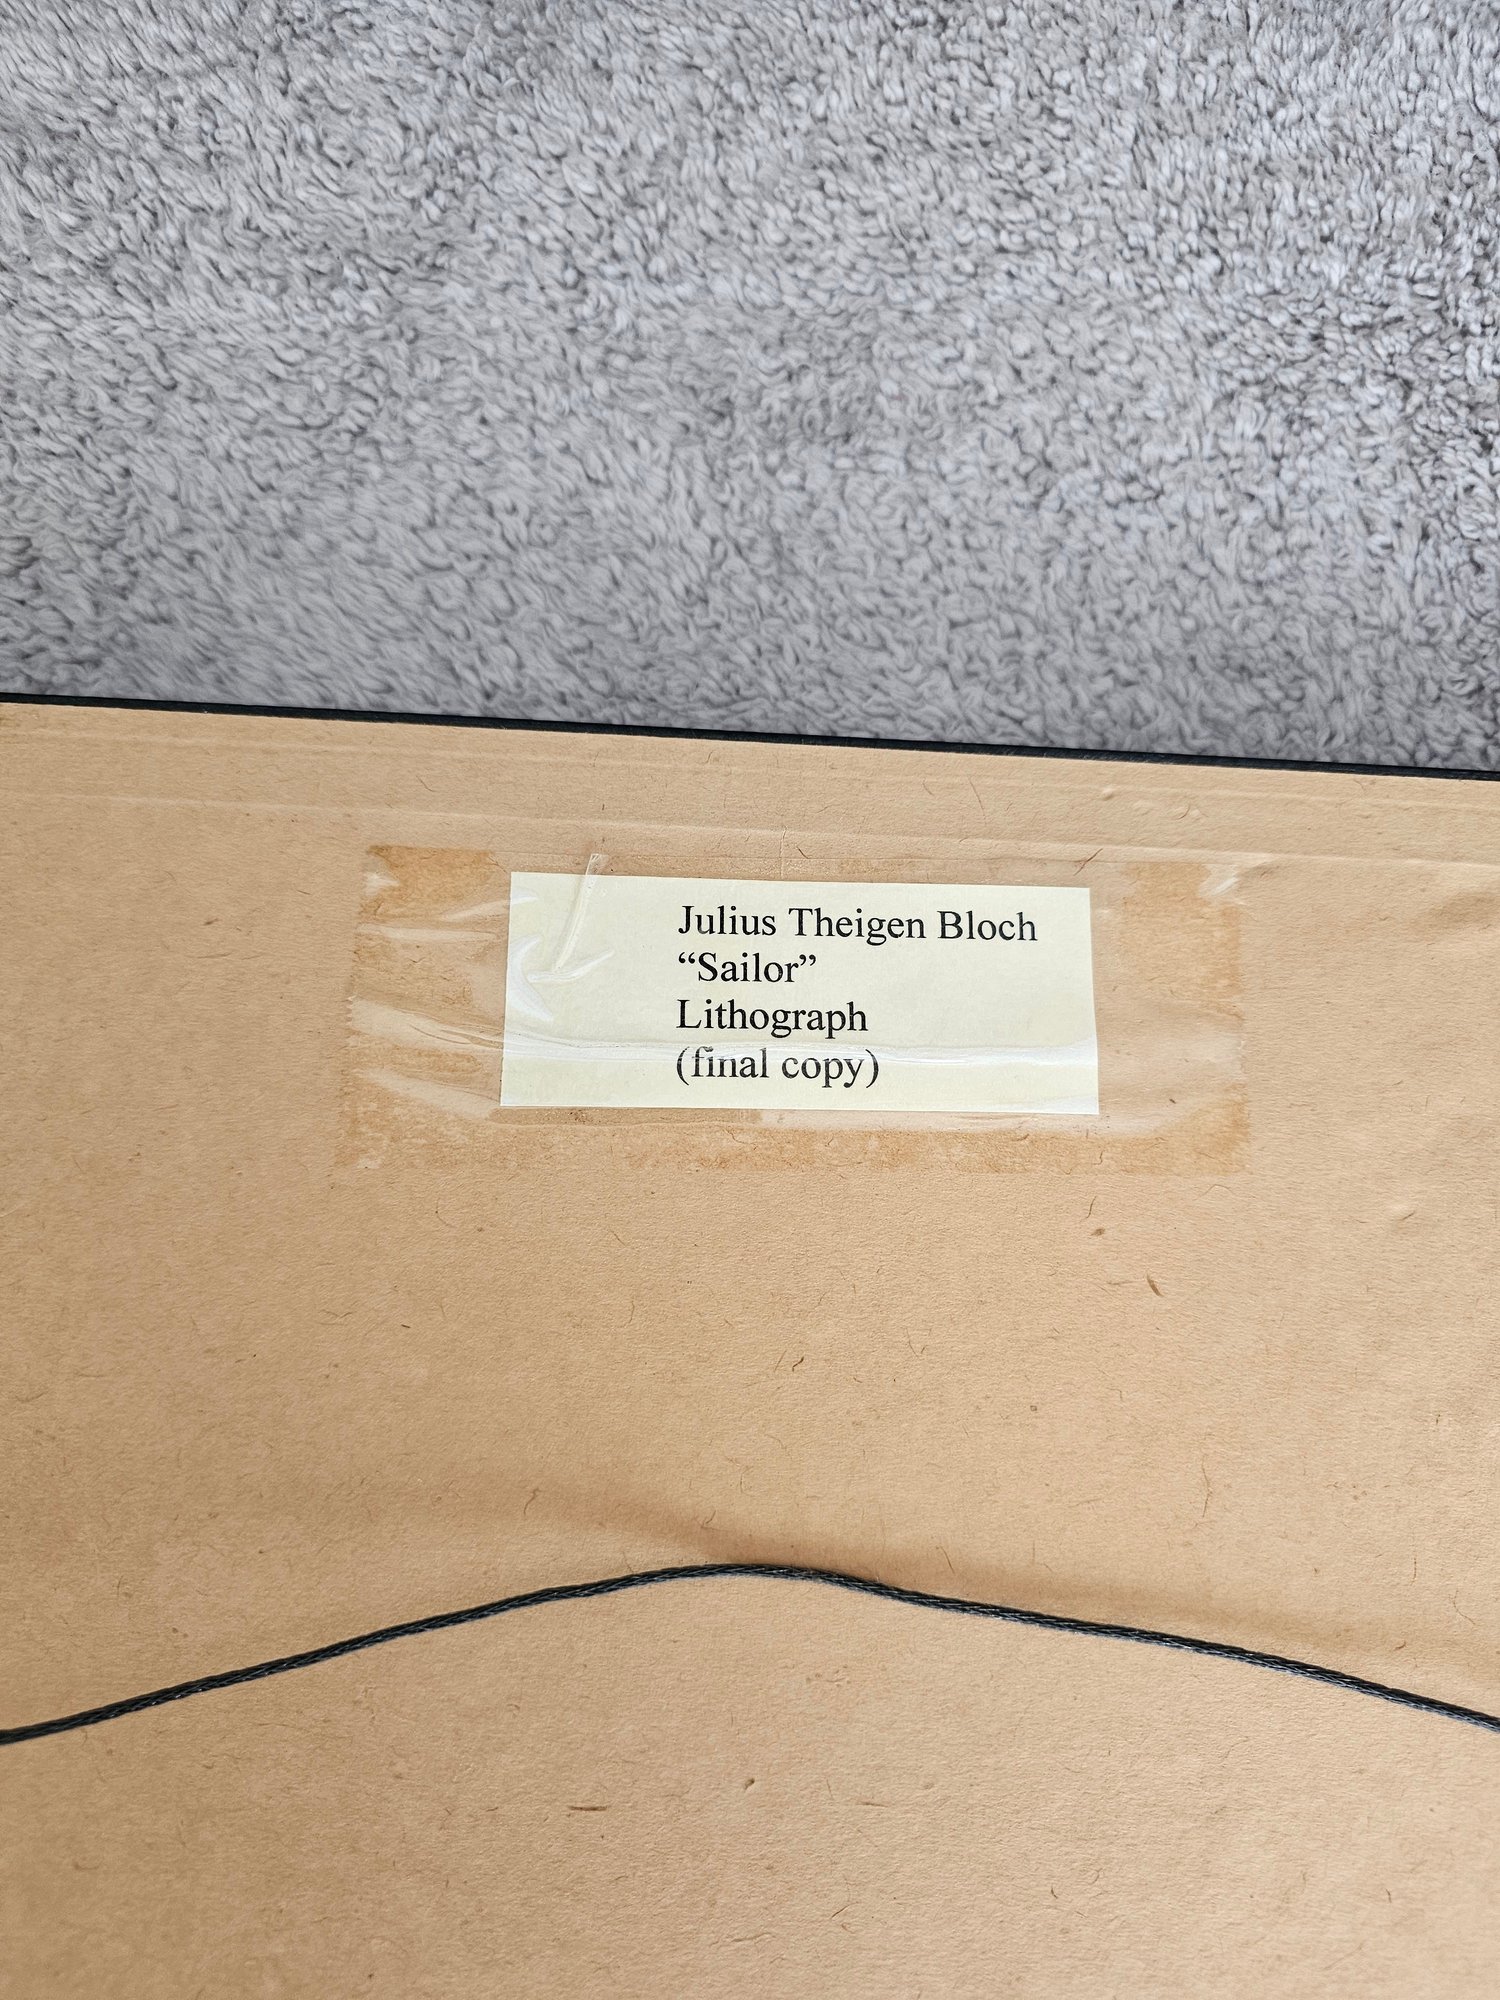 Julius Theigen Bloch
“Sailor”
Lithograph
(final copy)